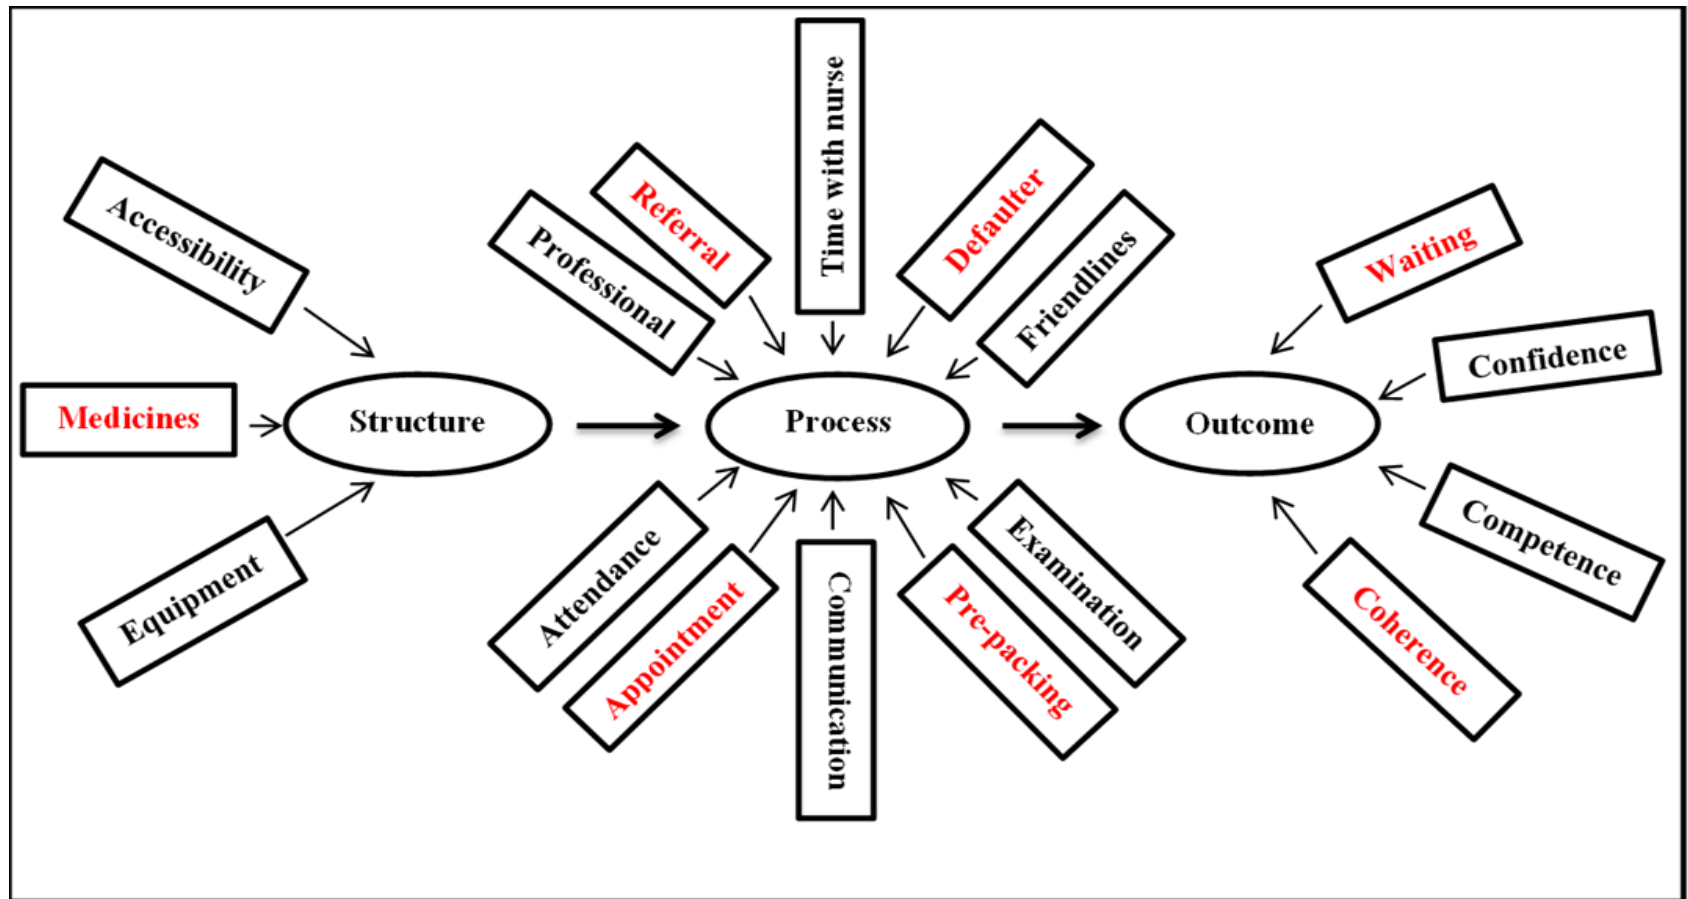 Accessibility
Medicines
Equipment
Structure
Professional
Referral
Time with nurse
Defaulter
Friendlines
Process
Attendance
Appointment
Communication
Pre-packing
Examination
Waiting
Confidence
Outcome
Competence
Coherence